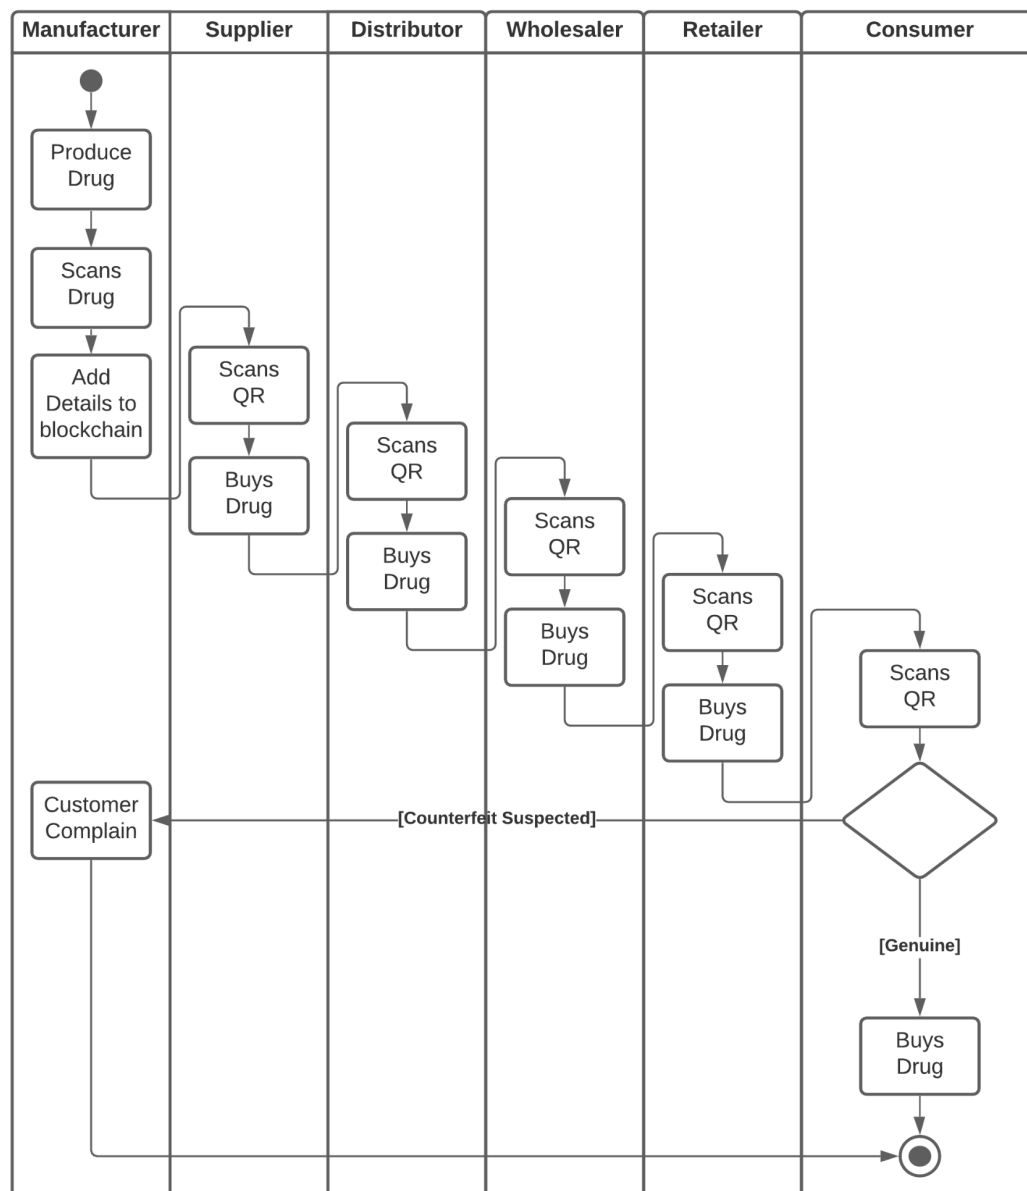 Manufacturer
Supplier
Distributor
Wholesaler
Retailer
Consumer
Produce
Drug
Scans
Drug
Add
Details to
blockchain
Scans
QR
Buys
Drug
Scans
QR
Buys
Drug
Scans
QR
Buys
Drug
Scans
QR
Buys
Drug
Scans
QR
[Counterfeit Suspected]
Customer
Complain
[Genuine]
Buys
Drug